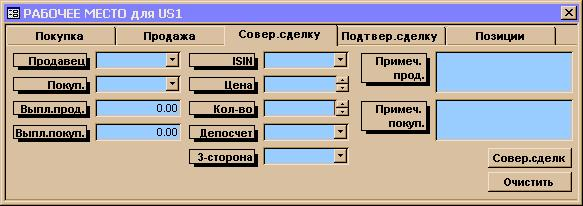 РАБОЧЕЕ МЕСТО для US1
Покупка Продажа Совер.сделку Подтвер.сделку Позиции
Продавец
Покуп.
Выпл.прод. 0.00
Выпл.покуп. 0.00
ISIN
Цена
Кол-во
Депосчет
3-сторона
Примеч.
прод.
Примеч.
покуп.
Совер.сделк
Очистить